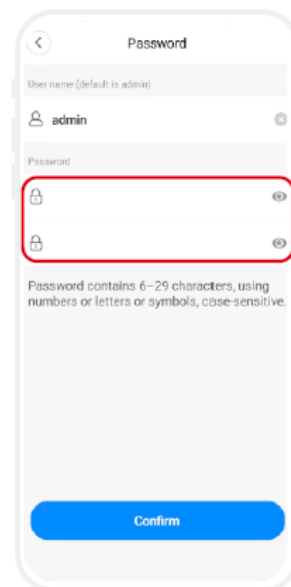 Password
User name (default is admin)
admin
Password
Password contains 6–29 characters, using
numbers or letters or symbols, case-sensitive.
Confirm